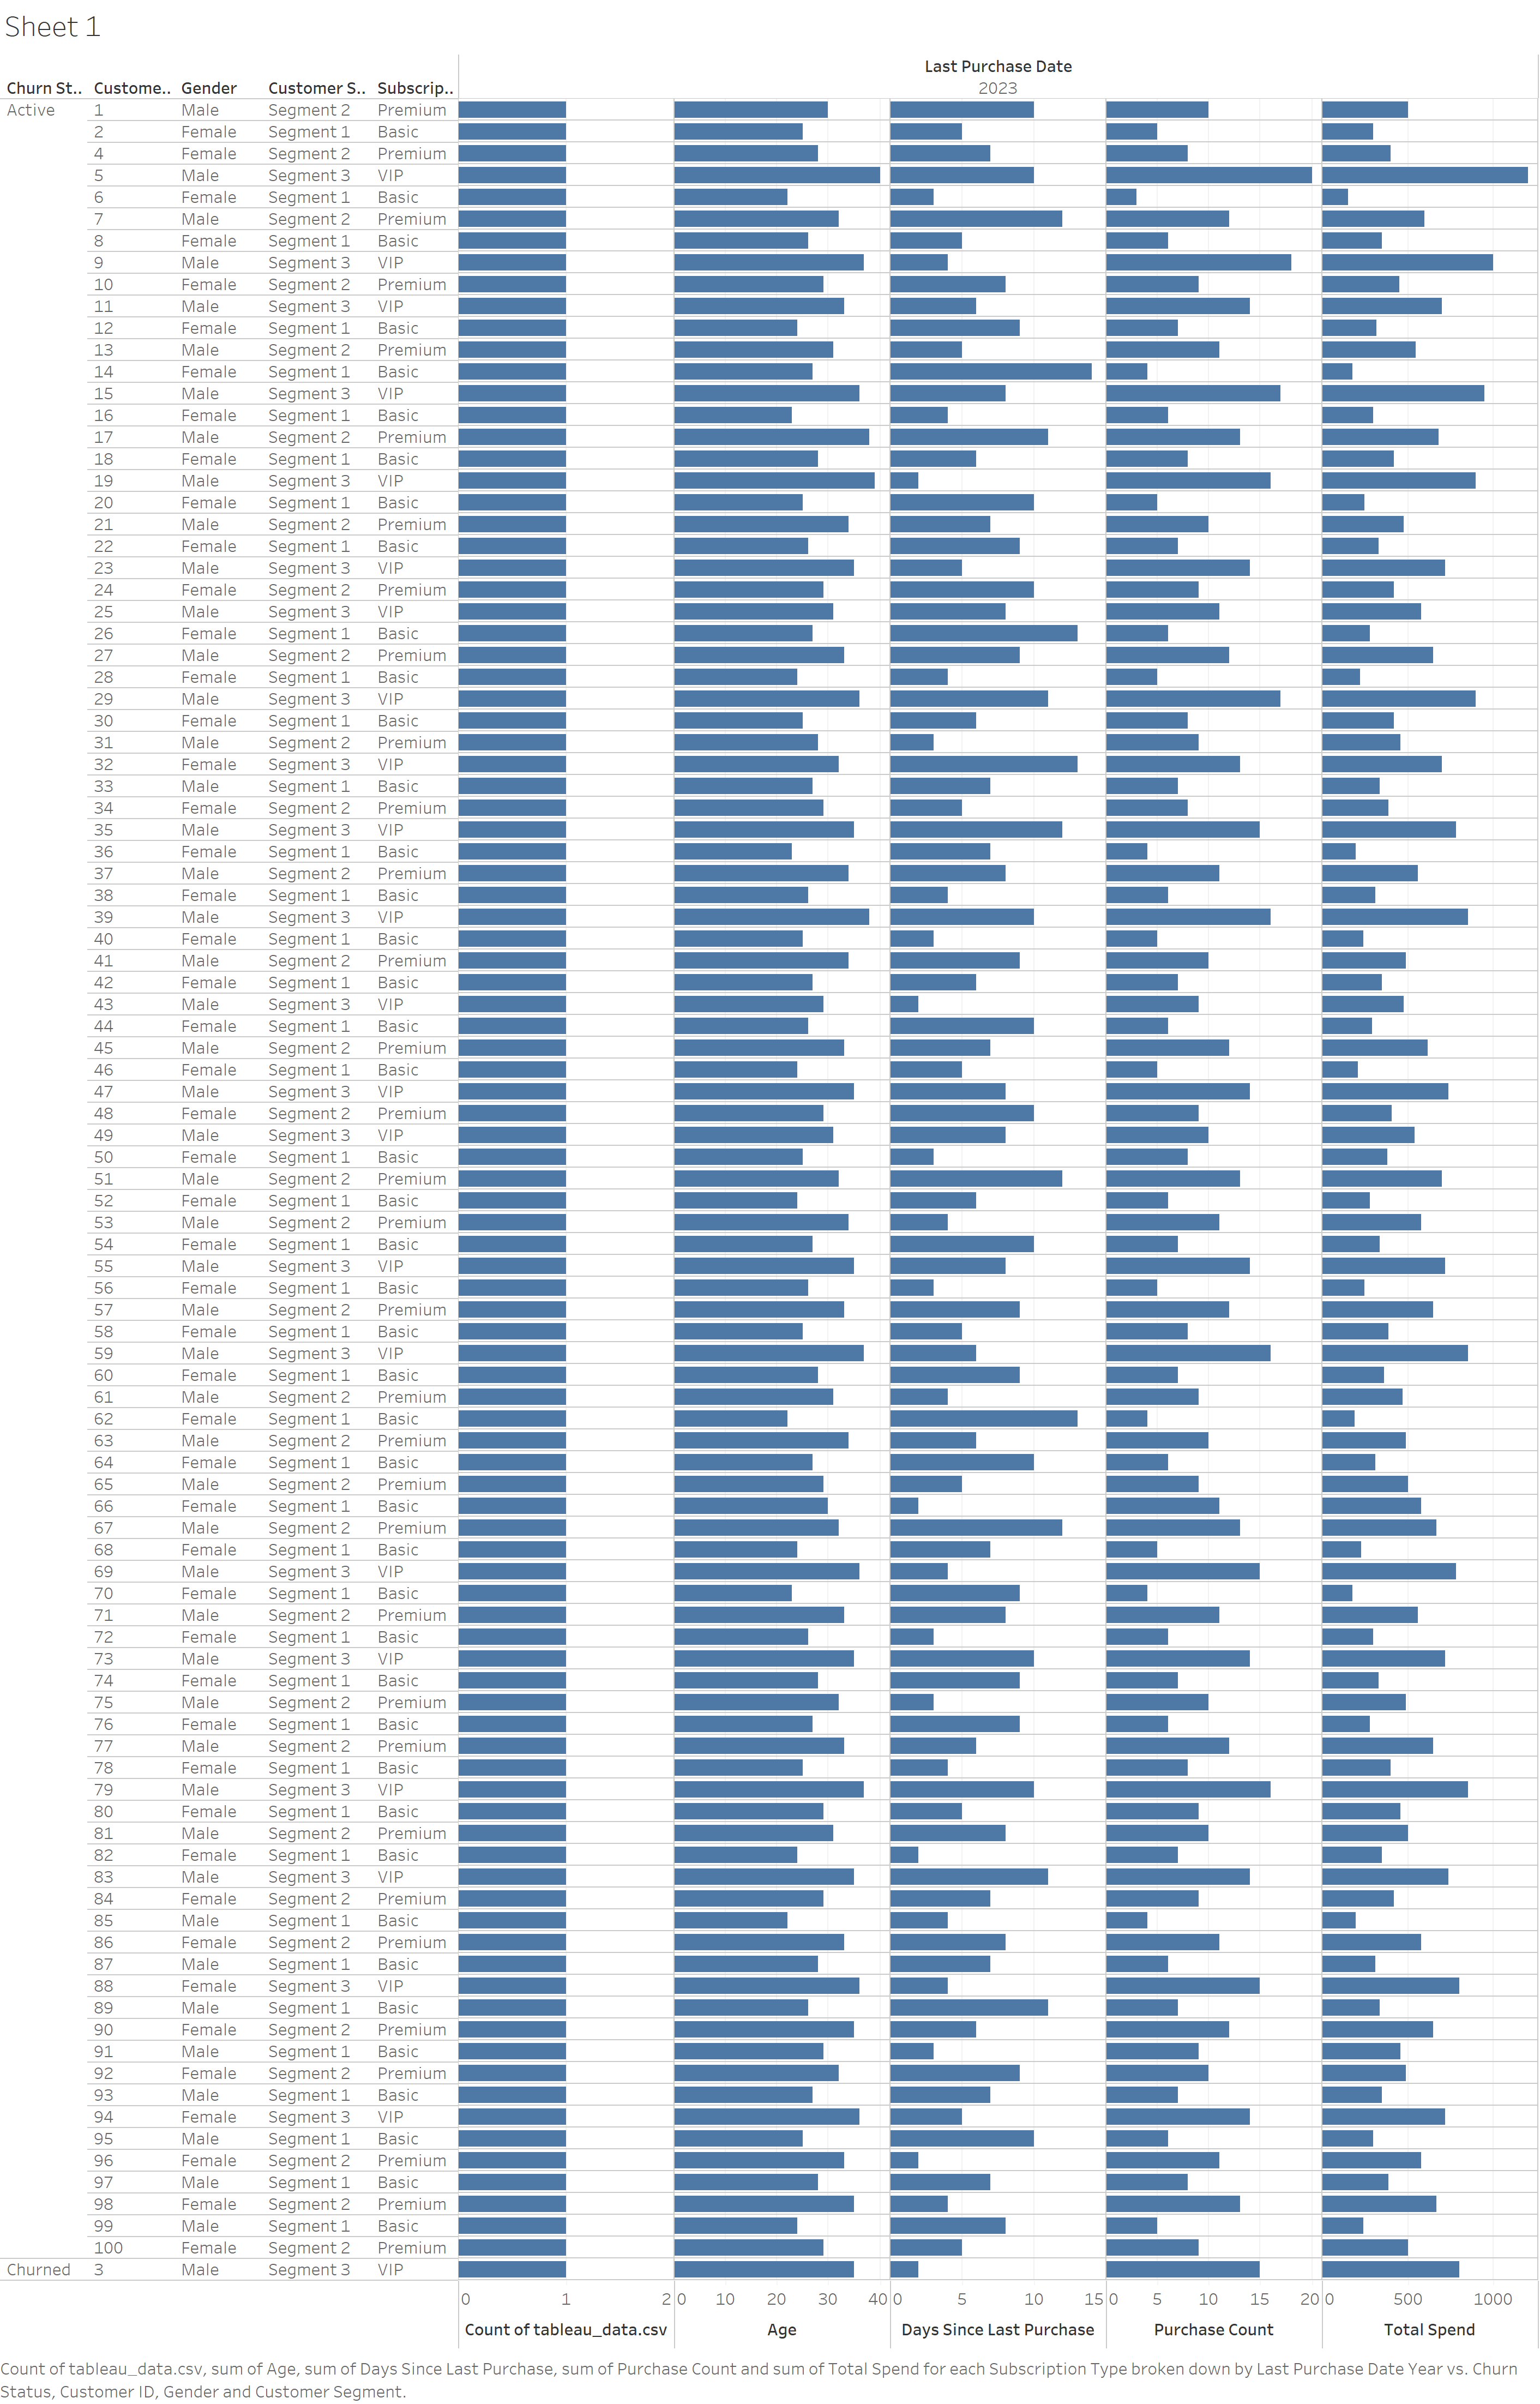 Sheet 1
Last Purchase Date
Churn St.. Custome.. Gender Customer S.. Subscrip.. 2023
Active 1 Male Segment 2 Premium
2 Female Segment 1 Basic
4 Female Segment 2 Premium
5 Male Segment 3 VIP
6 Female Segment 1 Basic
7 Male Segment 2 Premium
8 Female Segment 1 Basic
9 Male Segment 3 VIP
10 Female Segment 2 Premium
11 Male Segment 3 VIP
12 Female Segment 1 Basic
13 Male Segment 2 Premium
14 Female Segment 1 Basic
15 Male Segment 3 VIP
16 Female Segment 1 Basic
17 Male Segment 2 Premium
18 Female Segment 1 Basic
19 Male Segment 3 VIP
20 Female Segment 1 Basic
21 Male Segment 2 Premium
22 Female Segment 1 Basic
23 Male Segment 3 VIP
24 Female Segment 2 Premium
25 Male Segment 3 VIP
26 Female Segment 1 Basic
27 Male Segment 2 Premium
28 Female Segment 1 Basic
29 Male Segment 3 VIP
30 Female Segment 1 Basic
31 Male Segment 2 Premium
32 Female Segment 3 VIP
33 Male Segment 1 Basic
34 Female Segment 2 Premium
35 Male Segment 3 VIP
36 Female Segment 1 Basic
37 Male Segment 2 Premium
38 Female Segment 1 Basic
39 Male Segment 3 VIP
40 Female Segment 1 Basic
41 Male Segment 2 Premium
42 Female Segment 1 Basic
43 Male Segment 3 VIP
44 Female Segment 1 Basic
45 Male Segment 2 Premium
46 Female Segment 1 Basic
47 Male Segment 3 VIP
48 Female Segment 2 Premium
49 Male Segment 3 VIP
50 Female Segment 1 Basic
51 Male Segment 2 Premium
52 Female Segment 1 Basic
53 Male Segment 2 Premium
54 Female Segment 1 Basic
55 Male Segment 3 VIP
56 Female Segment 1 Basic
57 Male Segment 2 Premium
58 Female Segment 1 Basic
59 Male Segment 3 VIP
60 Female Segment 1 Basic
61 Male Segment 2 Premium
62 Female Segment 1 Basic
63 Male Segment 2 Premium
64 Female Segment 1 Basic
65 Male Segment 2 Premium
66 Female Segment 1 Basic
67 Male Segment 2 Premium
68 Female Segment 1 Basic
69 Male Segment 3 VIP
70 Female Segment 1 Basic
71 Male Segment 2 Premium
72 Female Segment 1 Basic
73 Male Segment 3 VIP
74 Female Segment 1 Basic
75 Male Segment 2 Premium
76 Female Segment 1 Basic
77 Male Segment 2 Premium
78 Female Segment 1 Basic
79 Male Segment 3 VIP
80 Female Segment 1 Basic
81 Male Segment 2 Premium
82 Female Segment 1 Basic
83 Male Segment 3 VIP
84 Female Segment 2 Premium
85 Male Segment 1 Basic
86 Female Segment 2 Premium
87 Male Segment 1 Basic
88 Female Segment 3 VIP
89 Male Segment 1 Basic
90 Female Segment 2 Premium
91 Male Segment 1 Basic
92 Female Segment 2 Premium
93 Male Segment 1 Basic
94 Female Segment 3 VIP
95 Male Segment 1 Basic
96 Female Segment 2 Premium
97 Male Segment 1 Basic
98 Female Segment 2 Premium
99 Male Segment 1 Basic
100 Female Segment 2 Premium
Churned 3 Male Segment 3 VIP
0 1 2 0 10 20 30 40 0 5 10 15 0 5 10 15 20 0 500 1000
Count of tableau_data.csv Age Days Since Last Purchase Purchase Count Total Spend
Count of tableau_data.csv, sum of Age, sum of Days Since Last Purchase, sum of Purchase Count and sum of Total Spend for each Subscription Type broken down by Last Purchase Date Year vs. Churn
Status, Customer ID, Gender and Customer Segment.